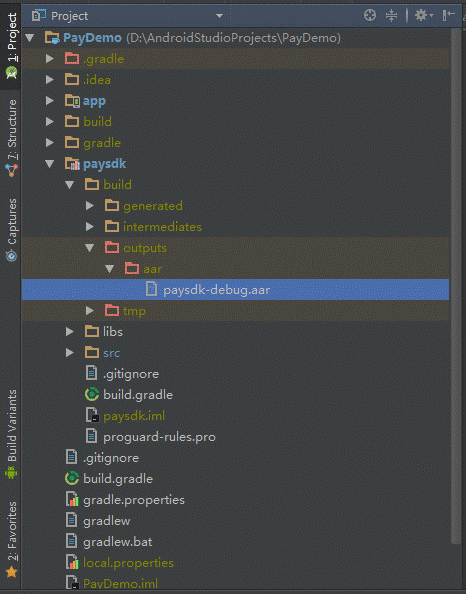 Project
PayDemo (D:\AndroidStudioProjects\PayDemo)
.gradle
.idea
app
build
gradle
paysdk
build
generated
intermediates
outputs
aar
paysdk-debug.aar
tmp
libs
src
.gitignore
build.gradle
paysdk.iml
proguard-rules.pro
.gitignore
build.gradle
gradle.properties
gradlew
gradlew.bat
local.properties
PayDemo.iml
1: Project
7: Structure
Captures
Build Variants
2: Favorites